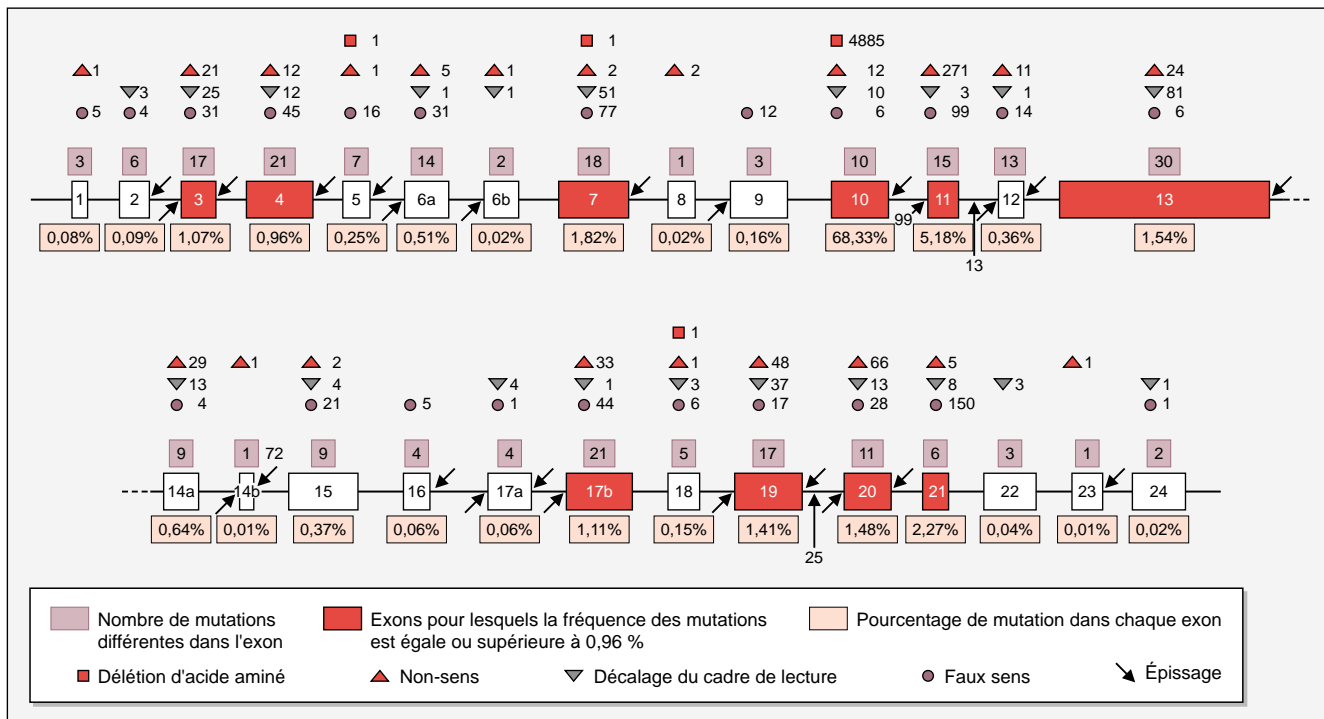 1 1 4885
1 21 12 1 5 1 2 2 12 271 11 24
3 25 12 1 1 51 10 3 1 81
5 4 31 45 16 31 77 12 6 99 14 6
3 6 17 21 7 14 2 18 1 3 10 15 13 30
1 2 3 4 5 6a 6b 7 8 9 10 11 12 13
99
0,08% 0,09% 1,07% 0,96% 0,25% 0,51% 0,02% 1,82% 0,02% 0,16% 68,33% 5,18% 0,36% 1,54%
13
1
29 1 2 33 1 48 66 5 1
13 4 4 1 3 37 13 8 3 1
4 21 5 1 44 6 17 28 150 1
9 1 72 9 4 4 21 5 17 11 6 3 1 2
14a 14b 15 16 17a 17b 18 19 20 21 22 23 24
0,64% 0,01% 0,37% 0,06% 0,06% 1,11% 0,15% 1,41% 1,48% 2,27% 0,04% 0,01% 0,02%
25
Nombre de mutations
différentes dans l'exon
Exons pour lesquels la fréquence des mutations
est égale ou supérieure à 0,96 %
Pourcentage de mutation dans chaque exon
Délétion d'acide aminé
Non-sens
Décalage du cadre de lecture
Faux sens
Épissage